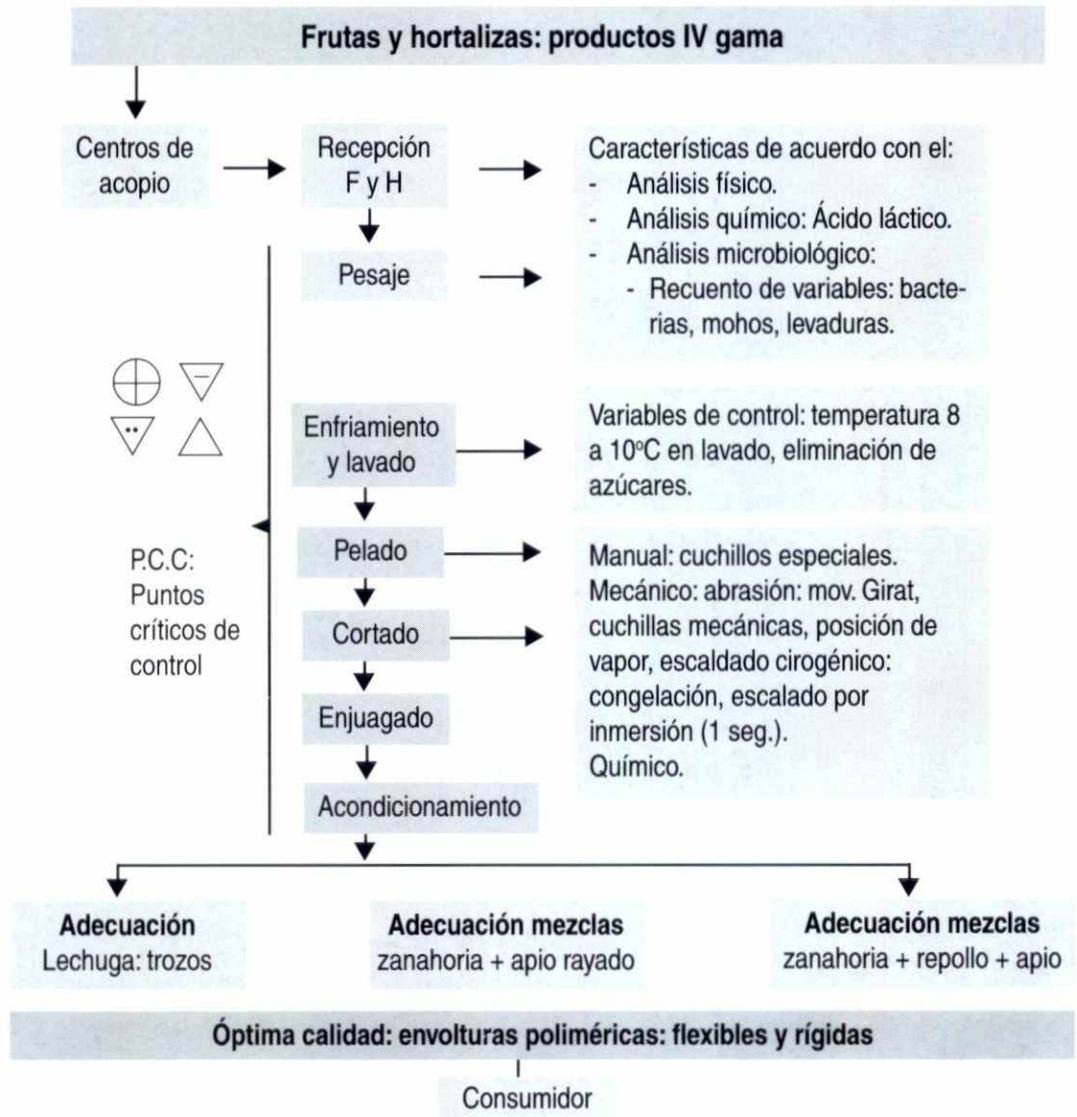 Frutas y hortalizas: productos IV gama
Centros de
acopio
Recepción
F y H
Características de acuerdo con el:
- Análisis físico.
- Análisis químico: Ácido láctico.
- Análisis microbiológico:
- Recuento de variables: bacte-
rias, mohos, levaduras.
Pesaje
Enfriamiento
y lavado
Variables de control: temperatura 8
a 10ºC en lavado, eliminación de
azúcares.
P.C.C:
Puntos
críticos de
control
Pelado
Cortado
Enjuagado
Acondicionamiento
Manual: cuchillos especiales.
Mecánico: abrasión: mov. Girat,
cuchillas mecánicas, posición de
vapor, escaldado cirogénico:
congelación, escalado por
inmersión (1 seg.).
Químico.
Adecuación
Lechuga: trozos
Adecuación mezclas
zanahoria + apio rayado
Adecuación mezclas
zanahoria + repollo + apio
Óptima calidad: envolturas poliméricas: flexibles y rígidas
Consumidor